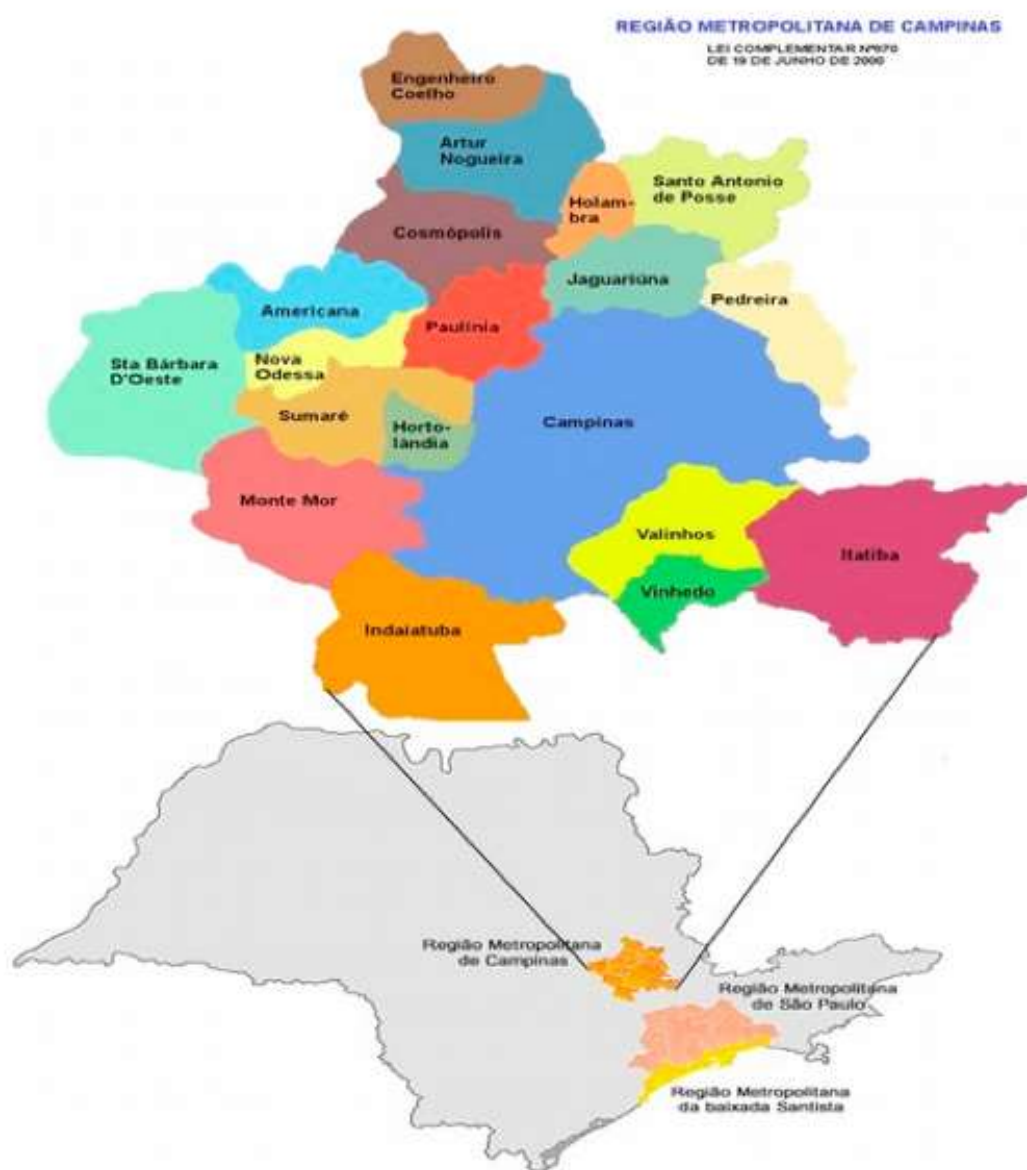 REGIÃO METROPOLITANA DE CAMPINAS
LEI COMPLEMENTAR Nº870
DE 19 DE JUNHO DE 2000
Engenheiro
Coelho
Artur
Nogueira
Santo Antonio
de Posse
Holam-
bra
Cosmópolis
Jaguariúna
Pedreira
Americana
Paulínia
Sta Bárbara
D'Oeste
Nova
Odessa
Sumaré
Horto-
lândia
Campinas
Monte Mor
Valinhos
Itatiba
Vinhedo
Indaiatuba
Região Metropolitana
de Campinas
Região Metropolitana
de São Paulo
Região Metropolitana
da baixada Santista